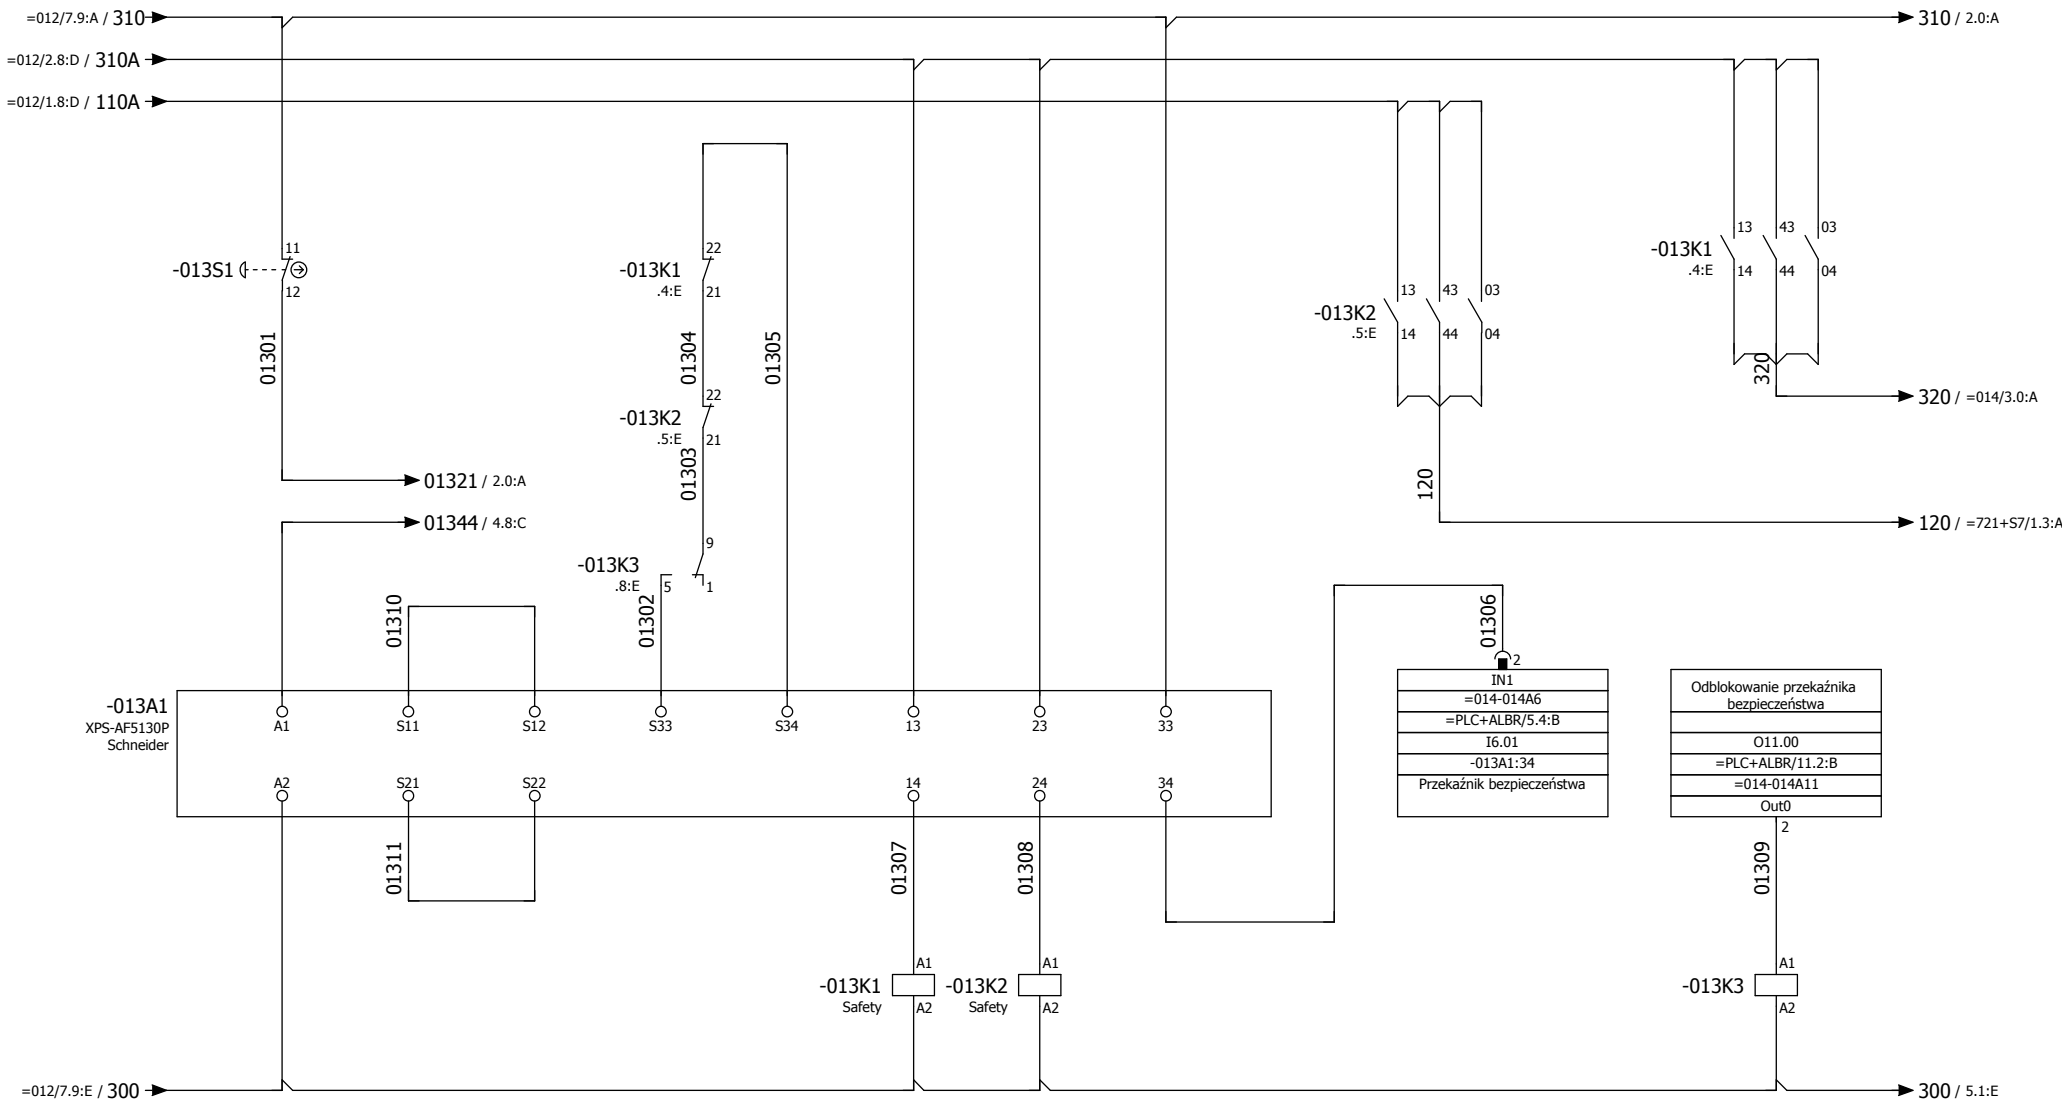 =012/7.9:A / 310
310 / 2.0:A
=012/2.8:D / 310A
=012/1.8:D / 110A
-013S1
11
12
01301
01321 / 2.0:A
01344 / 4.8:C
-013K1
.4:E
22
21
01304
01305
-013K2
.5:E
22
21
01303
-013K3
.8:E
9
5
1
01302
01310
-013K2
.5:E
13
43
03
14
44
04
120
120 / =721+S7/1.3:A
-013K1
.4:E
13
43
03
14
44
04
320
320 / =014/3.0:A
01306
2
IN1
=014-014A6
=PLC+ALBR/5.4:B
I6.01
-013A1:34
Przekaźnik bezpieczeństwa
Odblokowanie przekaźnika
bezpieczeństwa
O11.00
=PLC+ALBR/11.2:B
=014-014A11
Out0
2
-013A1
XPS-AF5130P
Schneider
A1
S11
S12
S33
S34
13
23
33
A2
S21
S22
14
24
34
01311
01307
01308
01309
-013K1
Safety
A1
A2
-013K2
Safety
A1
A2
-013K3
A1
A2
=012/7.9:E / 300
300 / 5.1:E